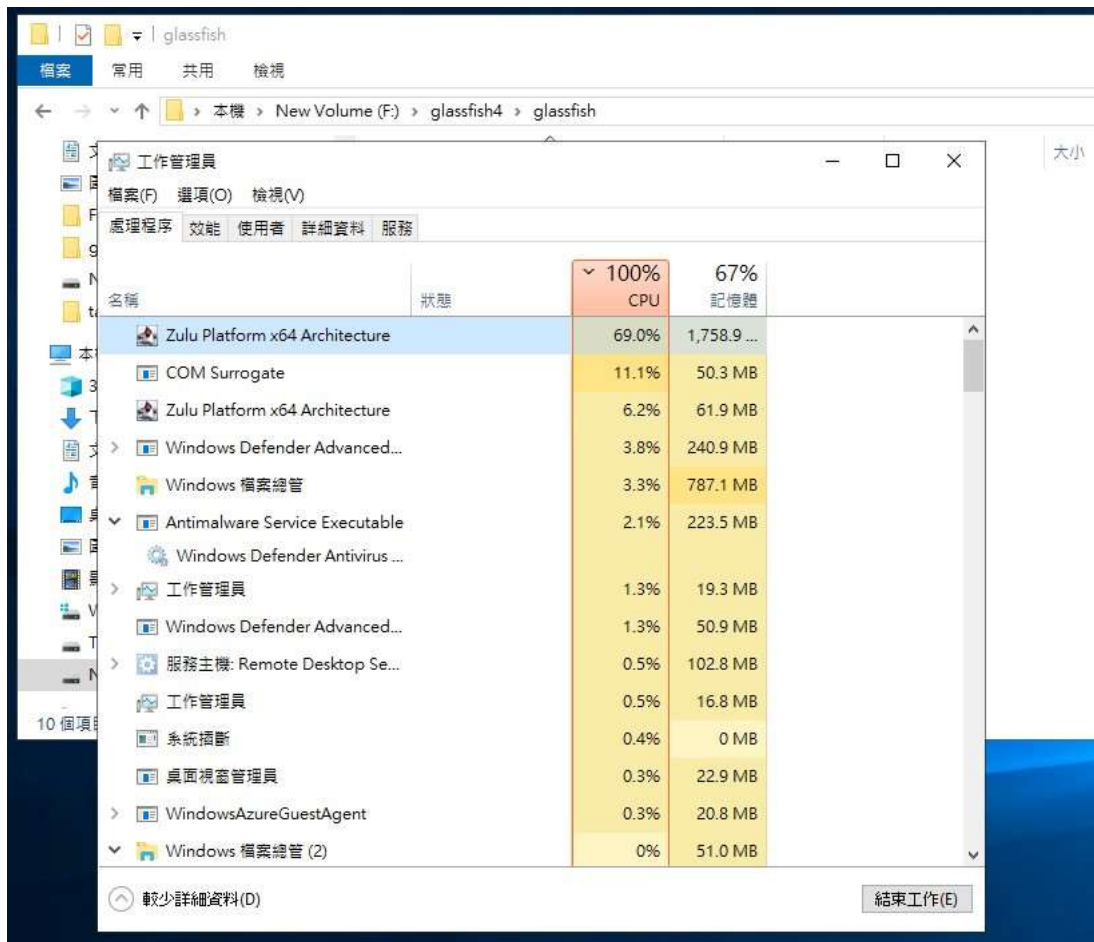 glassfish
檔案 常用 共用 檢視
本機 › New Volume (F:) › glassfish4 › glassfish
大小
工作管理員
檔案(F) 選項(O) 檢視(V)
處理程序 效能 使用者 詳細資料 服務
100% 67%
名稱 狀態 CPU 記憶體
Zulu Platform x64 Architecture 69.0% 1,758.9 ...
COM Surrogate 11.1% 50.3 MB
Zulu Platform x64 Architecture 6.2% 61.9 MB
Windows Defender Advanced... 3.8% 240.9 MB
Windows 檔案總管 3.3% 787.1 MB
Antimalware Service Executable 2.1% 223.5 MB
Windows Defender Antivirus ...
工作管理員 1.3% 19.3 MB
Windows Defender Advanced... 1.3% 50.9 MB
服務主機: Remote Desktop Se... 0.5% 102.8 MB
工作管理員 0.5% 16.8 MB
系統插斷 0.4% 0 MB
桌面視窗管理員 0.3% 22.9 MB
WindowsAzureGuestAgent 0.3% 20.8 MB
Windows 檔案總管 (2) 0% 51.0 MB
10 個項
較少詳細資料(D) 結束工作(E)